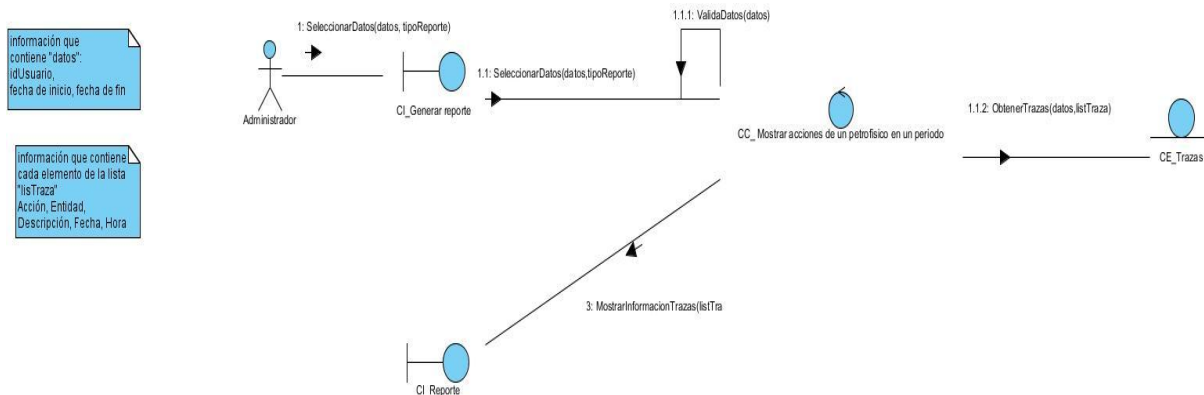 información que
contiene "datos":
idUsuario,
fecha de inicio, fecha de fin
información que contiene
cada elemento de la lista
"lisTraza"
Acción, Entidad,
Descripción, Fecha, Hora
1: SeleccionarDatos(datos, tipoReporte)
Administrador
CI_Generar reporte
1.1: SeleccionarDatos(datos,tipoReporte)
1.1.1: ValidaDatos(datos)
CC_ Mostrar acciones de un petrofísico en un periodo
1.1.2: ObtenerTrazas(datos,listTraza)
CE_Trazas
3: MostrarInformacionTrazas(listTra
CI_Reporte